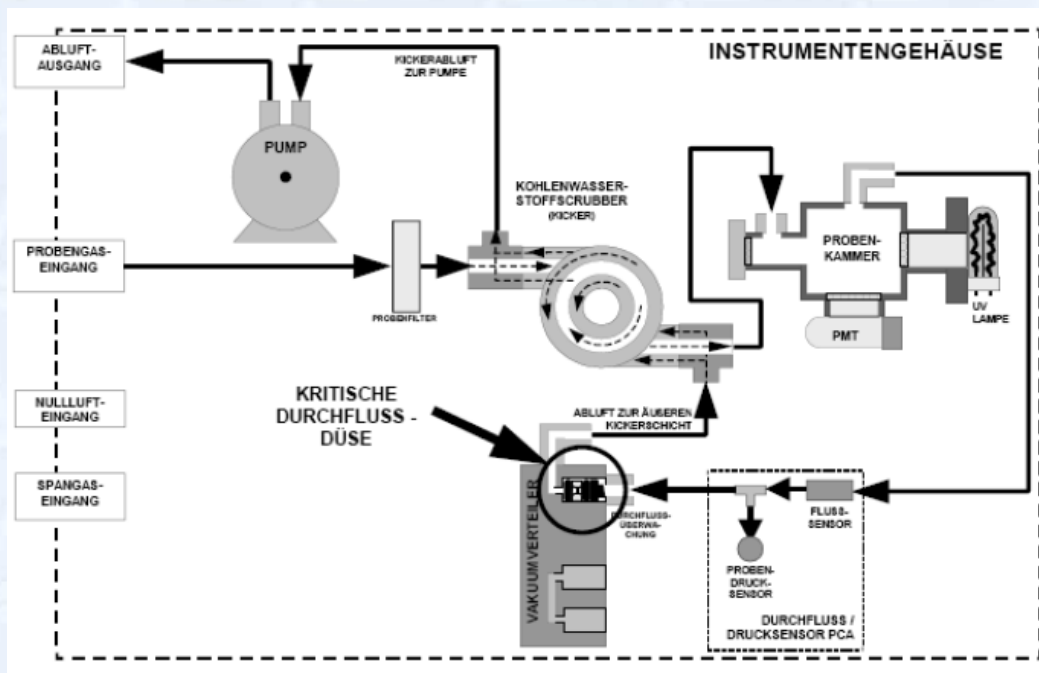 INSTRUMENTENGEHÄUSE
ABLUFT-
AUSGANG
KICKERABLUFT
ZUR PUMPE
PUMP
KOHLENWASSER-
STOFFSCRUBBER
(KICKER)
PROBENGAS-
EINGANG
PROBENFILTER
PROBEN-
KAMMER
UV
LAMPE
PMT
NULLLUFT-
EINGANG
KRITISCHE
DURCHFLUSS -
DÜSE
ABLUFT ZUR ÄUßEREN
KICKERSCHICHT
SPANGAS-
EINGANG
VAKUUMVERTEILER
DURCHFLUSS-
ÜBERWA-
CHUNG
FLUSS-
SENSOR
PROBEN-
DRUCK-
SENSOR
DURCHFLUSS /
DRUCKSENSOR PCA